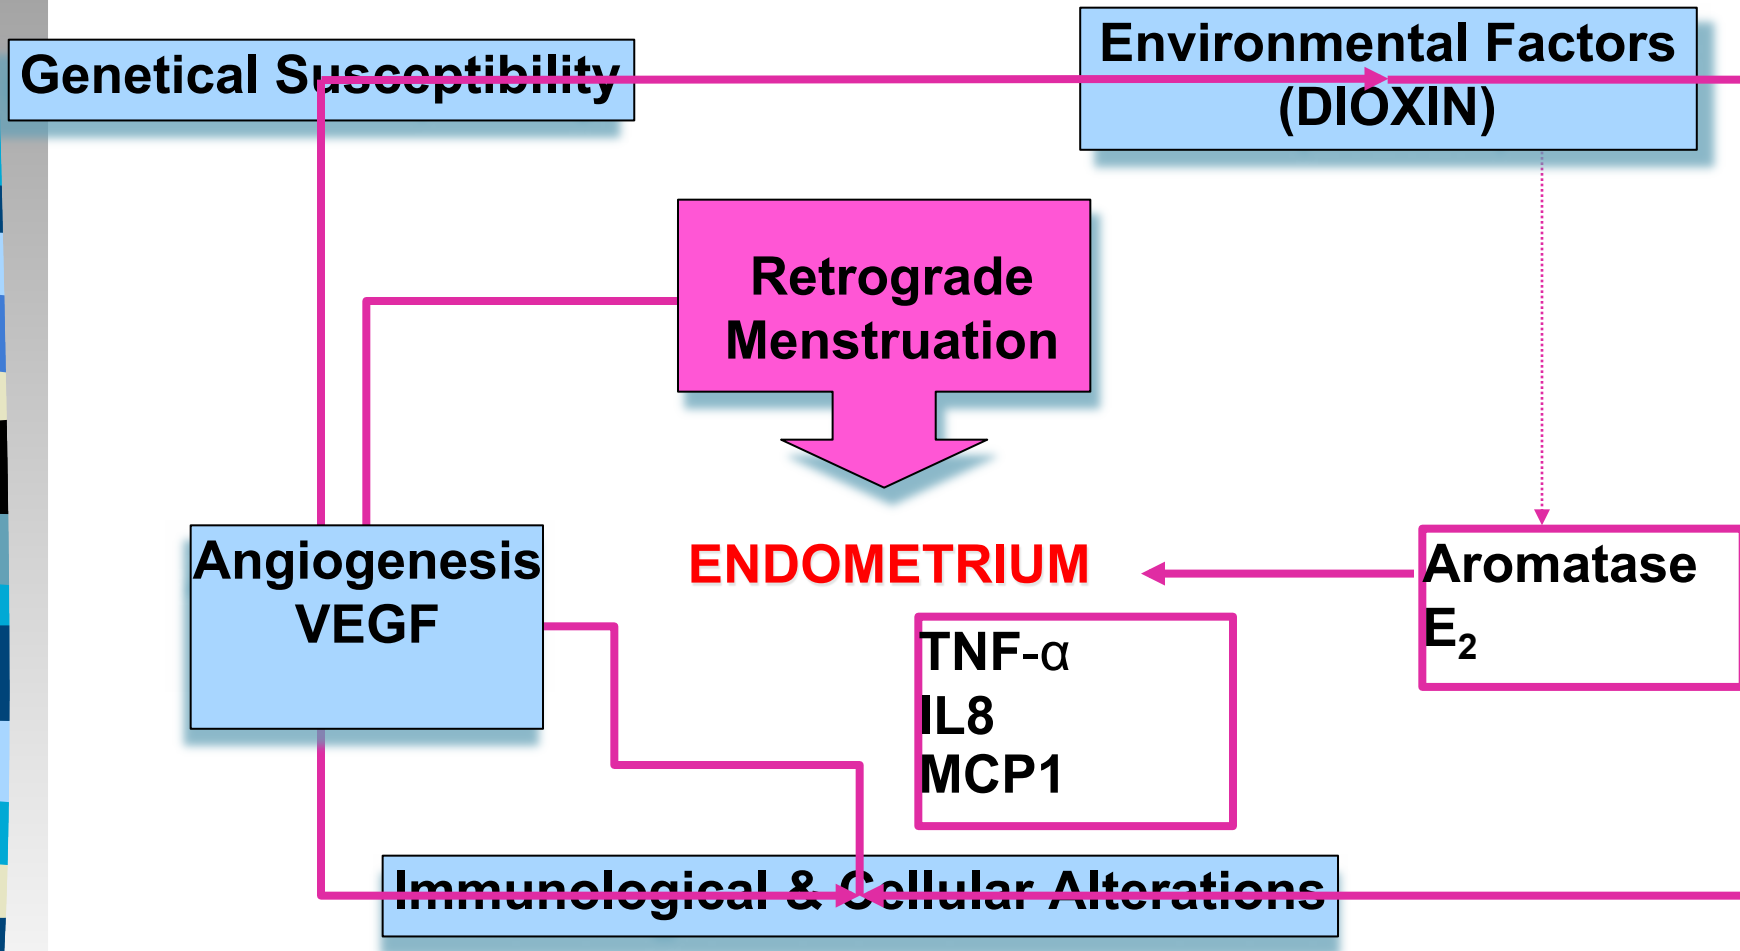 Genetical Susceptibility
Environmental Factors
(DIOXIN)
Retrograde
Menstruation
Angiogenesis
VEGF
ENDOMETRIUM
Aromatase
E₂
TNF-α
IL8
MCP1
Immunological & Cellular Alterations